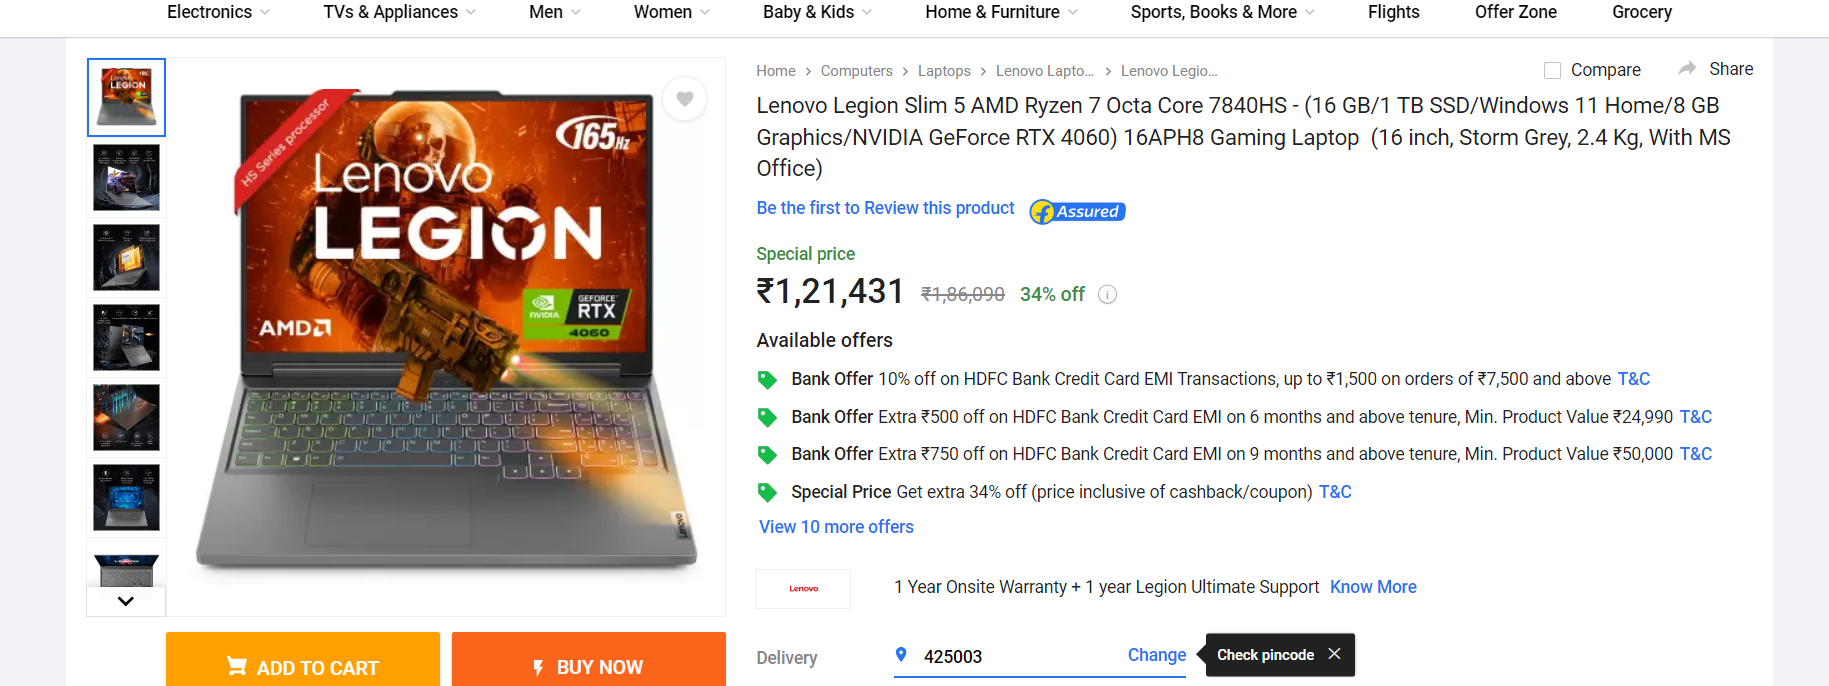 Electronics
TVs & Appliances
Men
Women
Baby & Kids
Home & Furniture
Sports, Books & More
Flights
Offer Zone
Grocery
HS Series processor
165Hz
Lenovo
LEGION
AMD
NVIDIA
GEFORCE
RTX
4060
Lenovo
ADD TO CART
BUY NOW
Home
Computers
Laptops
Lenovo Lapto...
Lenovo Legio...
Compare
Share
Lenovo Legion Slim 5 AMD Ryzen 7 Octa Core 7840HS - (16 GB/1 TB SSD/Windows 11 Home/8 GB
Graphics/NVIDIA GeForce RTX 4060) 16APH8 Gaming Laptop (16 inch, Storm Grey, 2.4 Kg, With MS
Office)
Be the first to Review this product
f Assured
Special price
₹1,21,431 ₹1,86,090 34% off i
Available offers
Bank Offer 10% off on HDFC Bank Credit Card EMI Transactions, up to ₹1,500 on orders of ₹7,500 and above T&C
Bank Offer Extra ₹500 off on HDFC Bank Credit Card EMI on 6 months and above tenure, Min. Product Value ₹24,990 T&C
Bank Offer Extra ₹750 off on HDFC Bank Credit Card EMI on 9 months and above tenure, Min. Product Value ₹50,000 T&C
Special Price Get extra 34% off (price inclusive of cashback/coupon) T&C
View 10 more offers
Lenovo
1 Year Onsite Warranty + 1 year Legion Ultimate Support Know More
Delivery
425003
Change
Check pincode